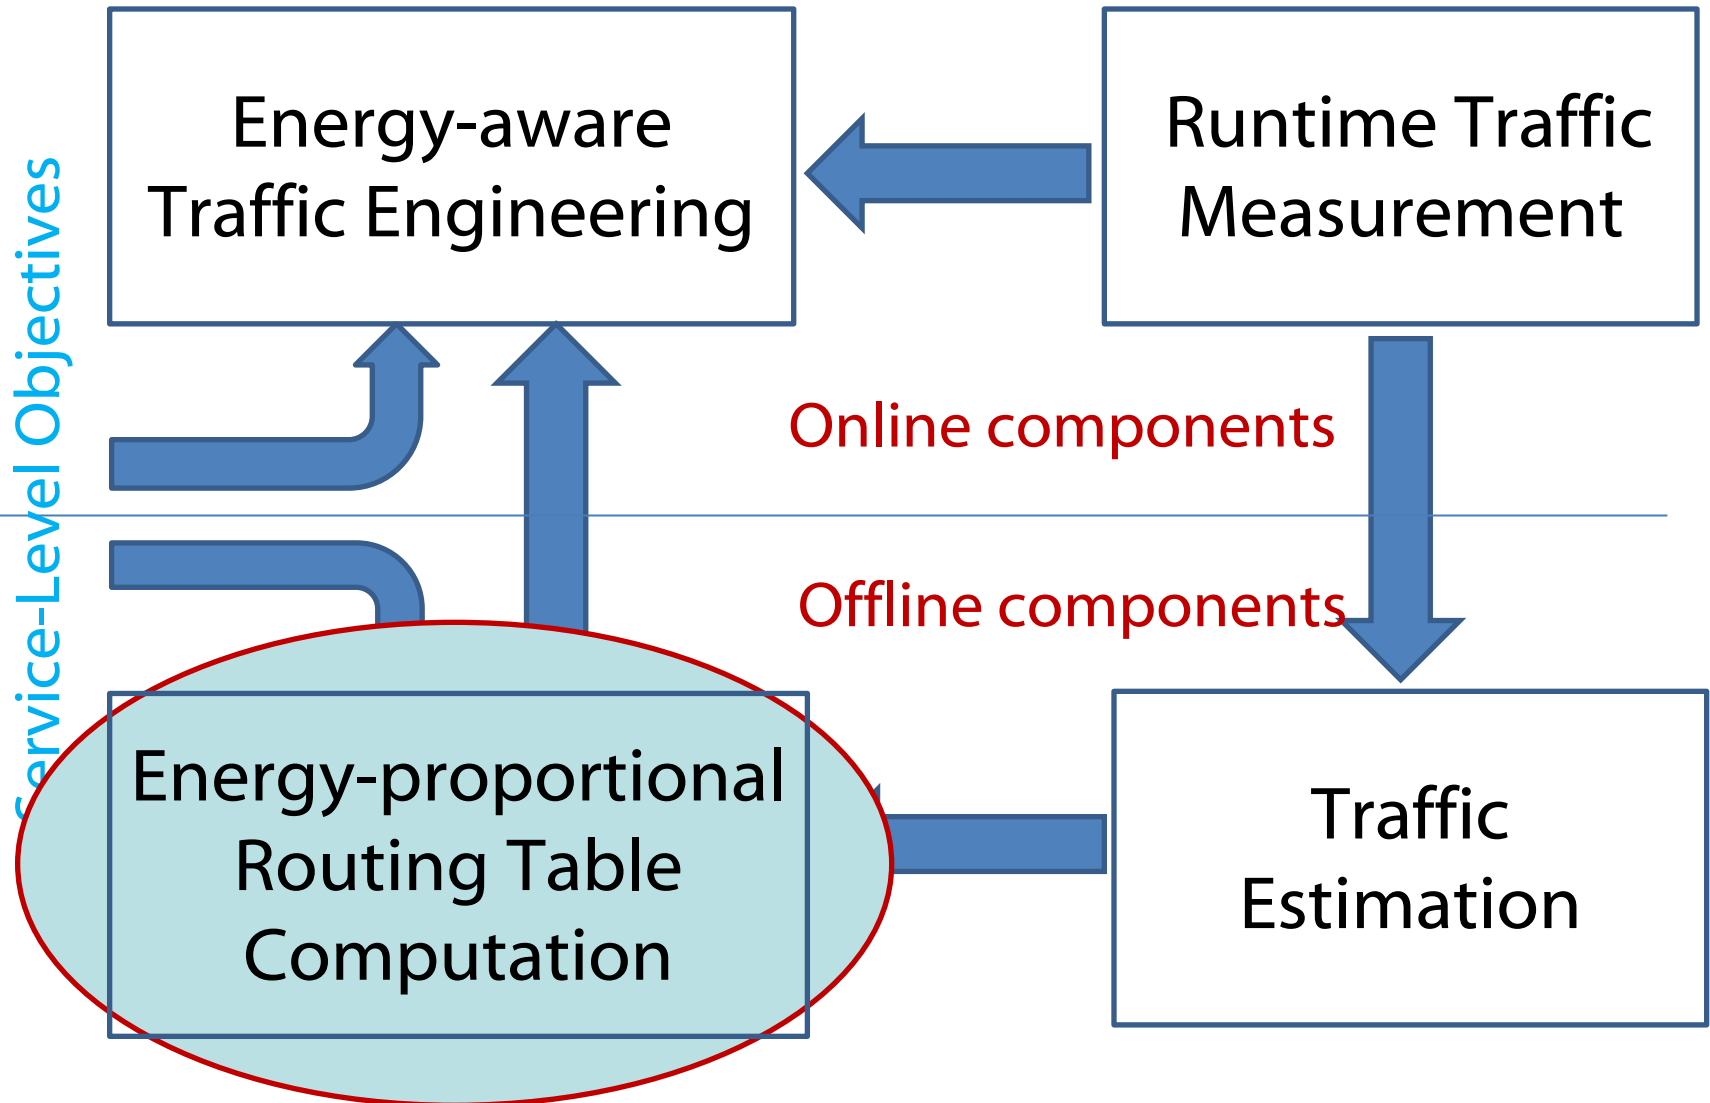 Energy-aware
Traffic Engineering
Runtime Traffic
Measurement
Service-Level Objectives
Online components
Offline components
Energy-proportional
Routing Table
Computation
Traffic
Estimation